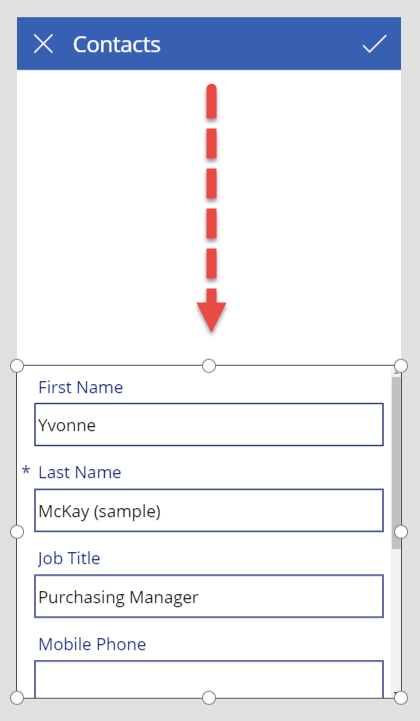 Contacts
First Name
Yvonne
* Last Name
McKay (sample)
Job Title
Purchasing Manager
Mobile Phone